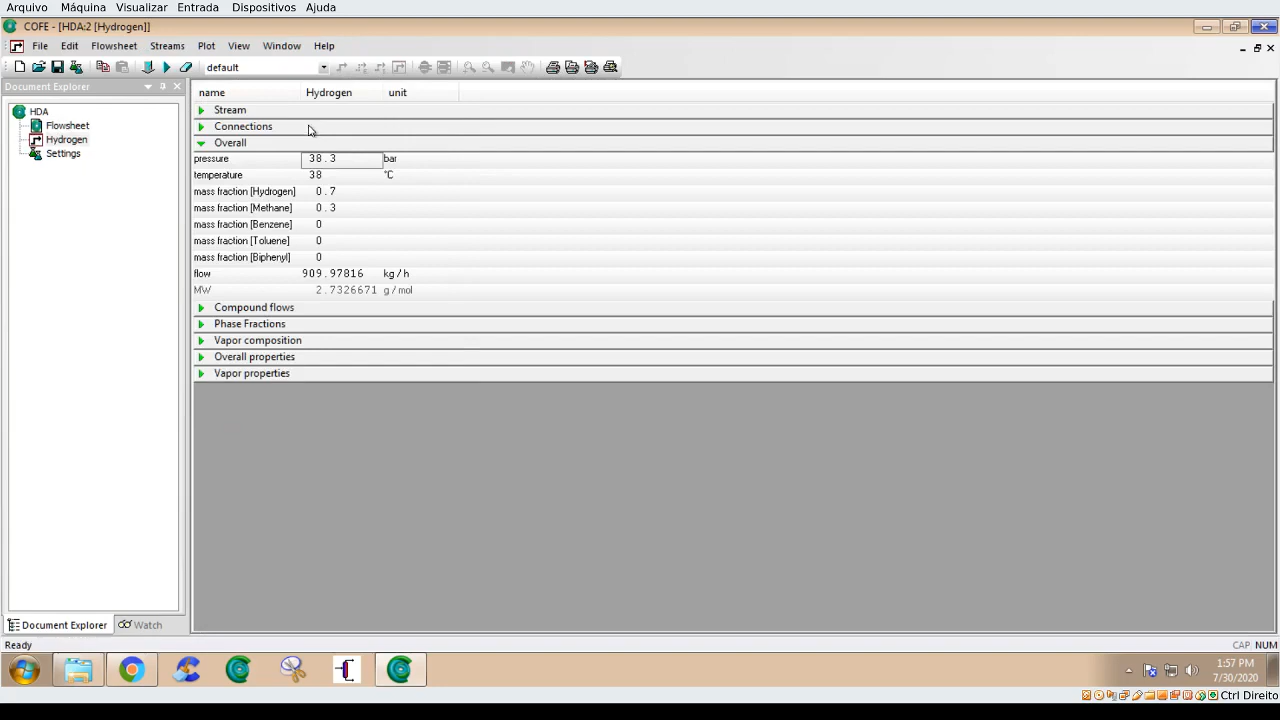 Arquivo Máquina Visualizar Entrada Dispositivos Ajuda
COFE - [HDA:2 [Hydrogen]]
File Edit Flowsheet Streams Plot View Window Help
default
Document Explorer
HDA
Flowsheet
Hydrogen
Settings
name Hydrogen unit
Stream
Connections
Overall
pressure 38.3 bar
temperature 38 °C
mass fraction [Hydrogen] 0.7
mass fraction [Methane] 0.3
mass fraction [Benzene] 0
mass fraction [Toluene] 0
mass fraction [Biphenyl] 0
flow 909.97816 kg/h
MW 2.7326671 g/mol
Compound flows
Phase Fractions
Vapor composition
Overall properties
Vapor properties
Document Explorer Watch
Ready CAP NUM
1:57 PM
7/30/2020
Ctrl Direito